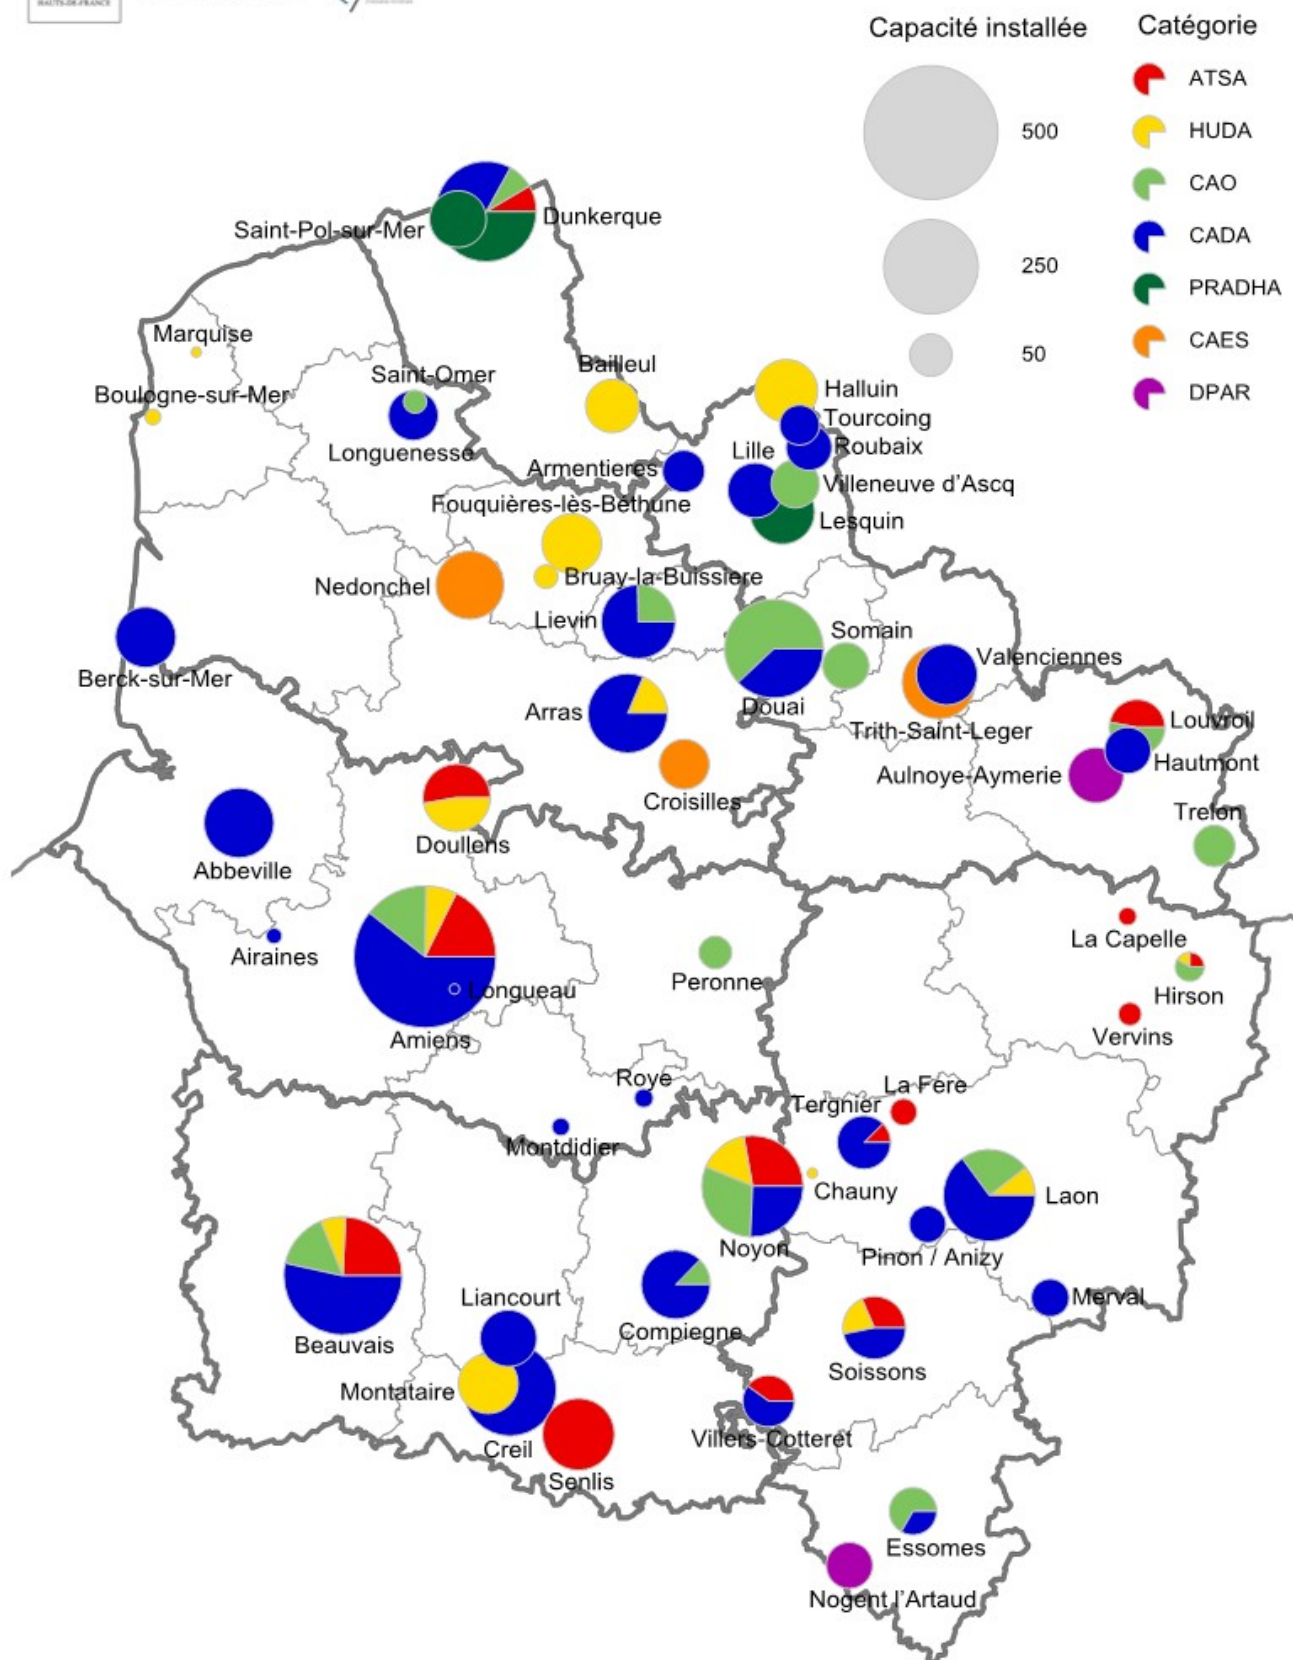 HAUTS-DE-FRANCE
Capacité installée
500
250
50
Catégorie
ATSA
HUDA
CAO
CADA
PRADHA
CAES
DPAR
Saint-Pol-sur-Mer
Dunkerque
Marquise
Boulogne-sur-Mer
Saint-Omer
Longuenesse
Bailleul
Halluin
Tourcoing
Roubaix
Lille
Armentieres
Villeneuve d'Ascq
Lesquin
Fouquières-lès-Béthune
Bruay-la-Buissiere
Nedonchel
Lievin
Somain
Douai
Valenciennes
Trith-Saint-Leger
Berck-sur-Mer
Arras
Croisilles
Louvroil
Hautmont
Aulnoye-Aymerie
Trelon
Doullens
Abbeville
Airaines
Longueau
Amiens
Peronne
La Capelle
Hirson
Vervins
Roye
Montdidier
La Fere
Tergnier
Chauny
Noyon
Laon
Pinon / Anizy
Merval
Beauvais
Liancourt
Compiegne
Soissons
Montataire
Creil
Senlis
Villers-Cotteret
Essomes
Nogent l'Artaud